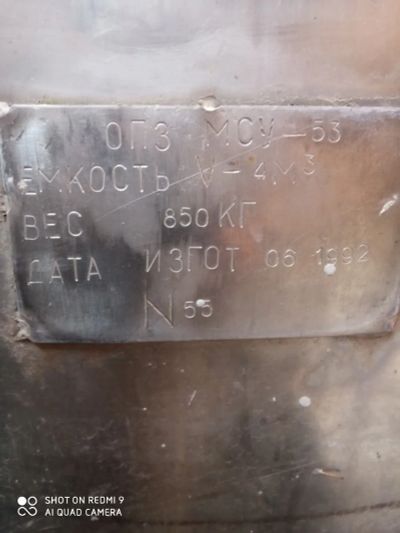 ОПЗ МСУ-53
ЕМКОСТЬ V-4М³
ВЕС 850 КГ
ДАТА ИЗГОТ 06 1992
N 55
SHOT ON REDMI 9
AI QUAD CAMERA